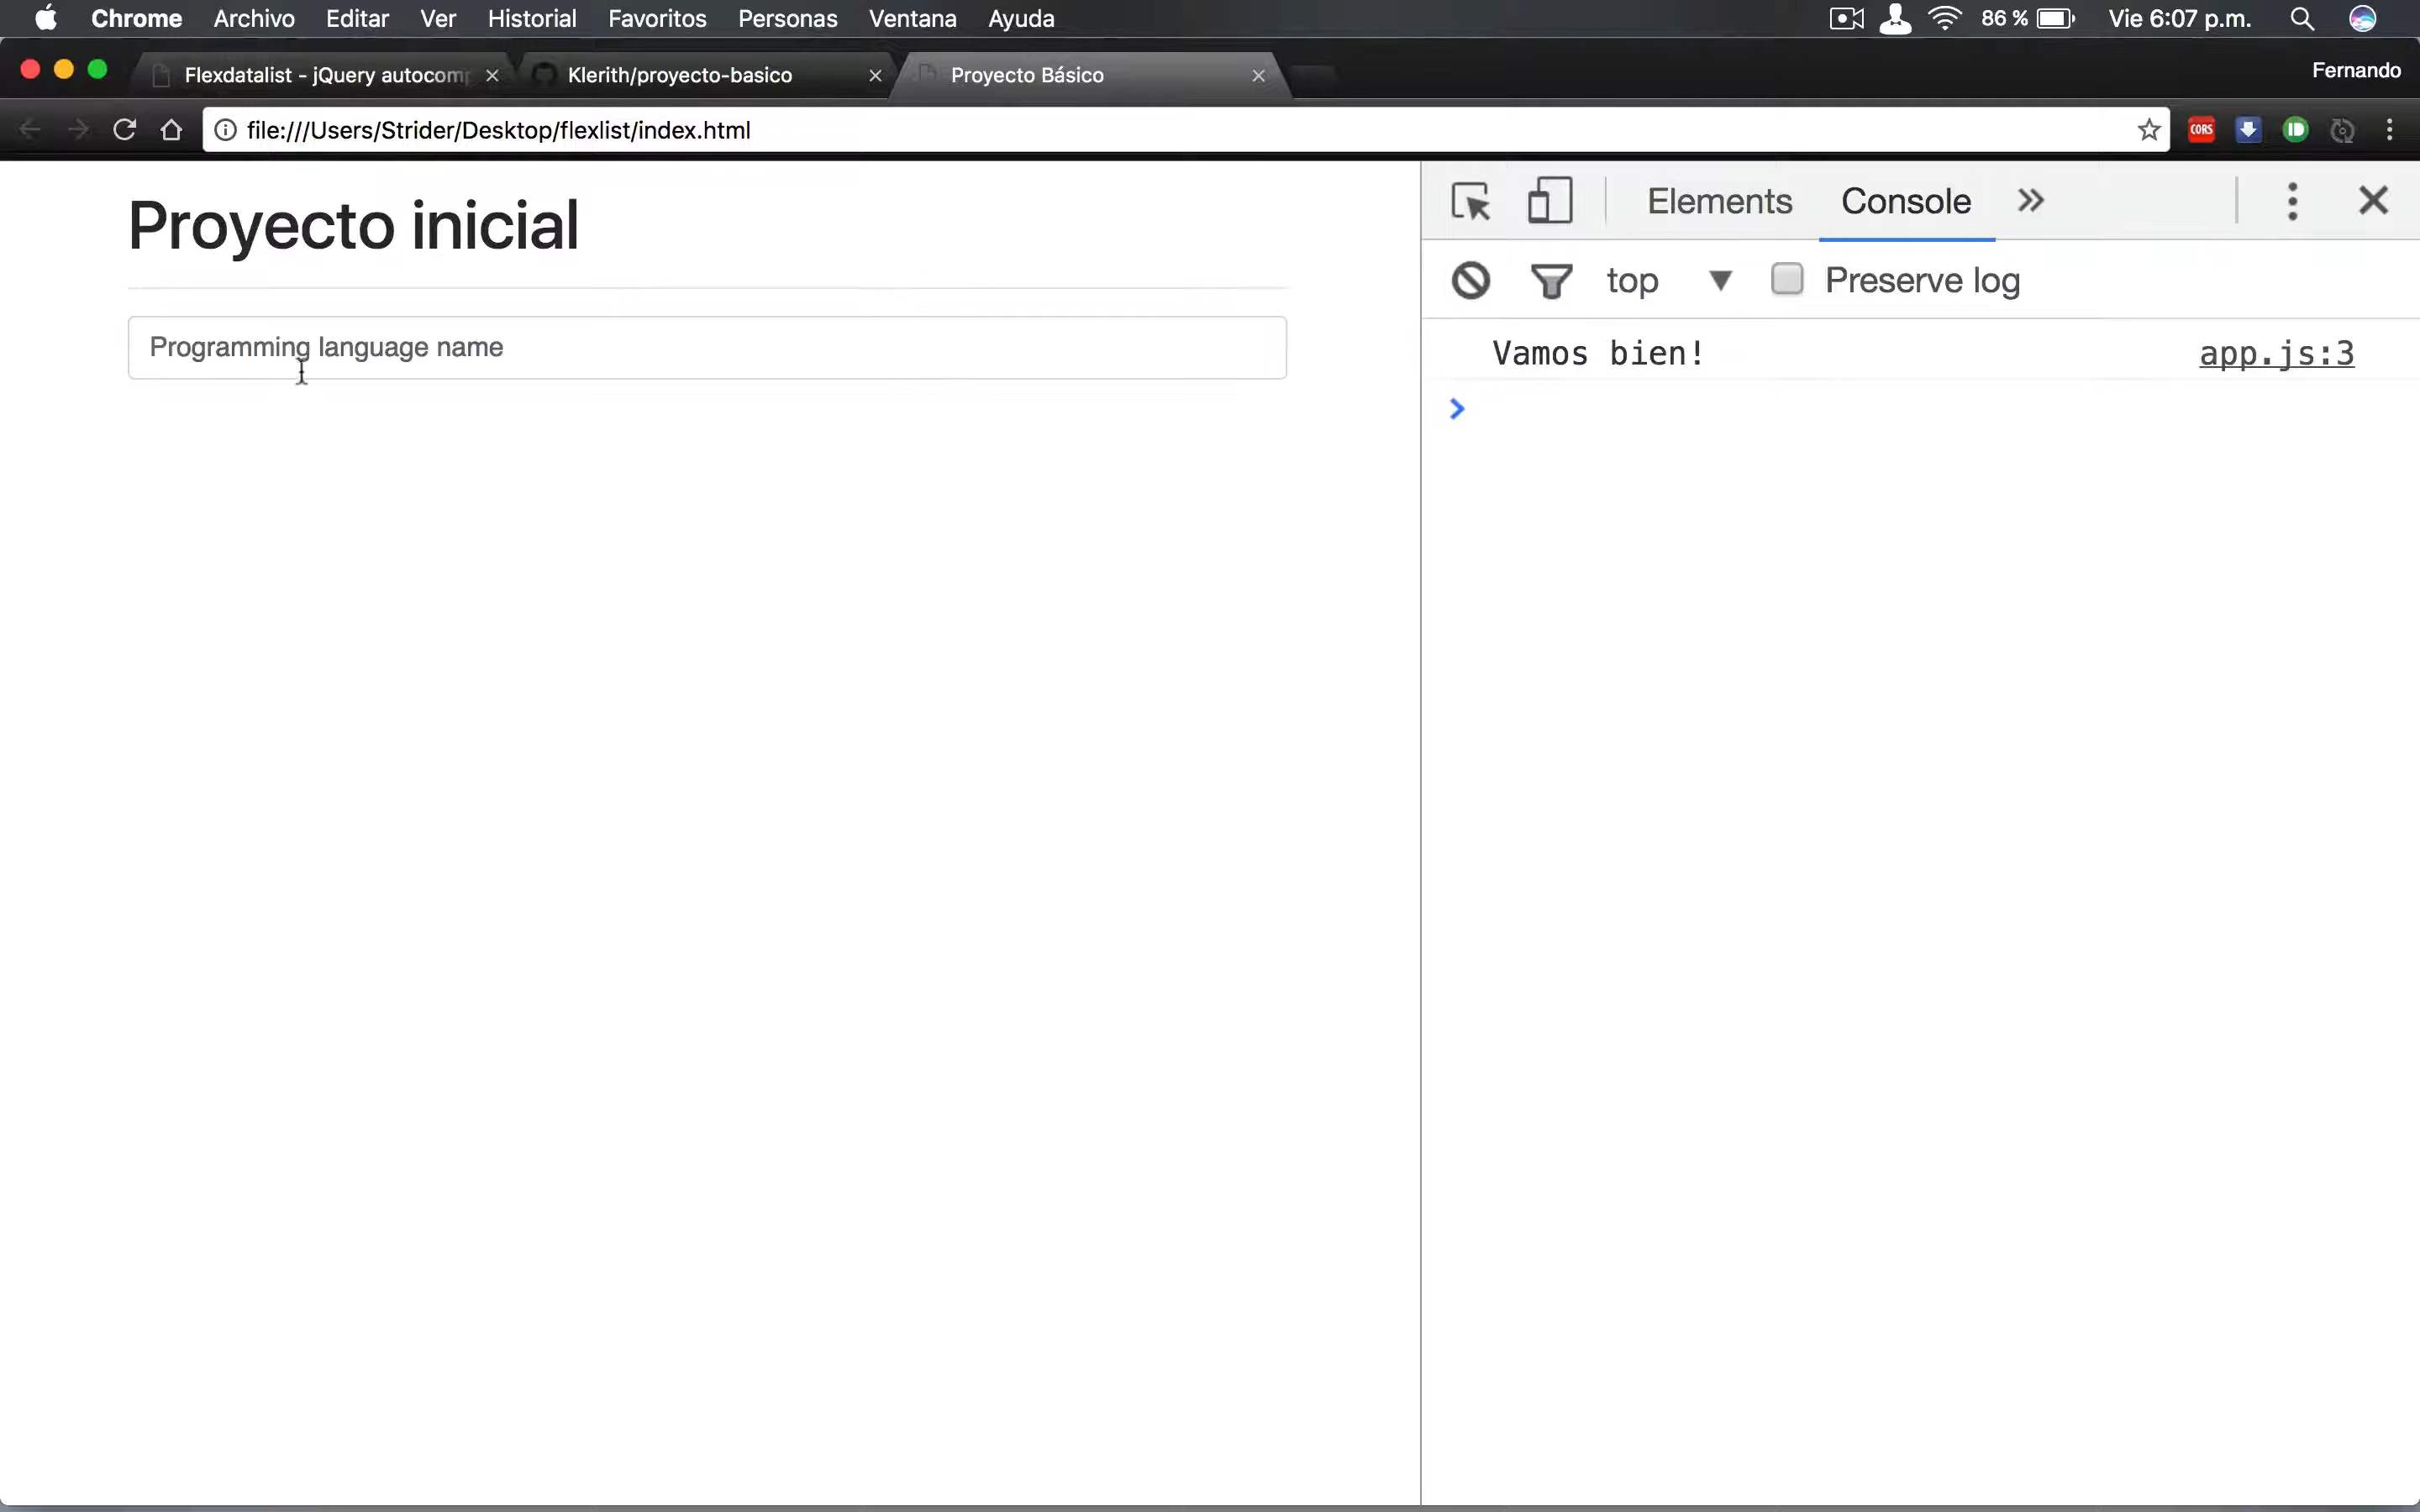 Chrome Archivo Editar Ver Historial Favoritos Personas Ventana Ayuda 86 % Vie 6:07 p.m.
Flexdatalist - jQuery autocomp Klerith/proyecto-basico Proyecto Básico Fernando
file:///Users/Strider/Desktop/flexlist/index.html CORS
Proyecto inicial
Programming language name
Elements Console
top Preserve log
Vamos bien! app.js:3